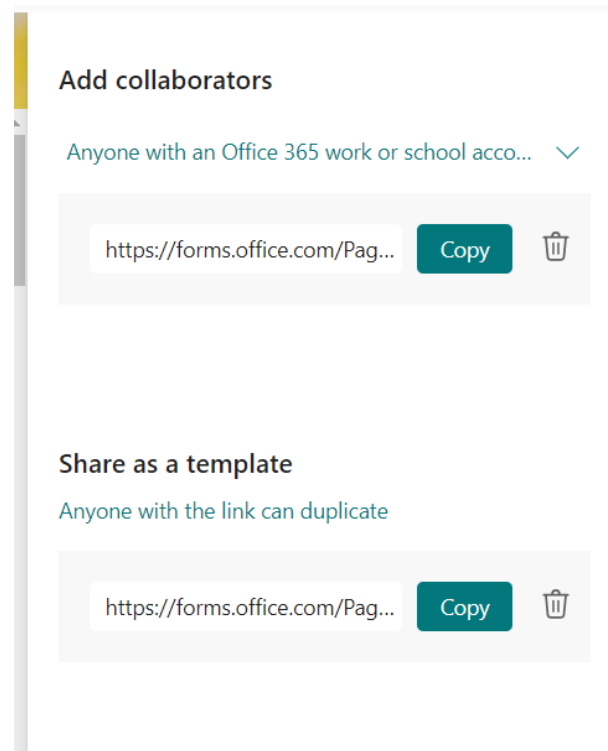 Add collaborators
Anyone with an Office 365 work or school acco...
https://forms.office.com/Pag... Copy
Share as a template
Anyone with the link can duplicate
https://forms.office.com/Pag... Copy